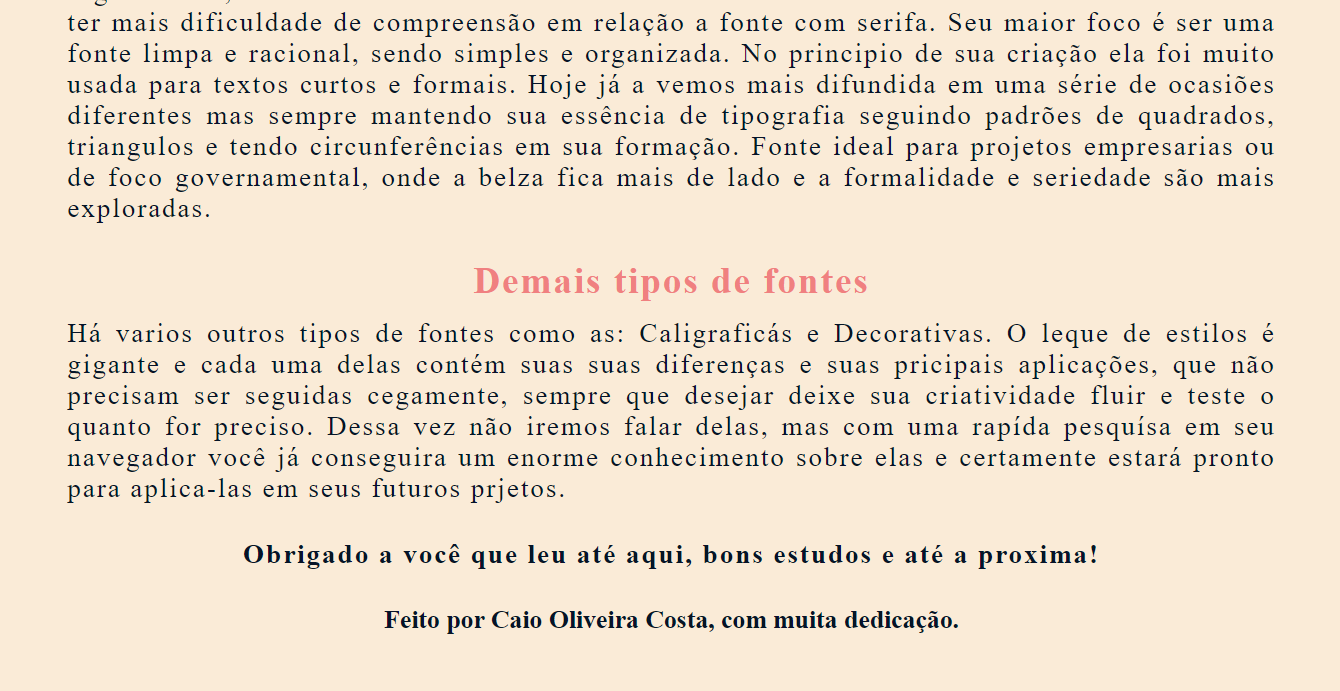 ter mais dificuldade de compreensão em relação a fonte com serifa. Seu maior foco é ser uma
fonte limpa e racional, sendo simples e organizada. No principio de sua criação ela foi muito
usada para textos curtos e formais. Hoje já a vemos mais difundida em uma série de ocasiões
diferentes mas sempre mantendo sua essência de tipografia seguindo padrões de quadrados,
triangulos e tendo circunferências em sua formação. Fonte ideal para projetos empresarias ou
de foco governamental, onde a belza fica mais de lado e a formalidade e seriedade são mais
exploradas.
Demais tipos de fontes
Há varios outros tipos de fontes como as: Caligraficás e Decorativas. O leque de estilos é
gigante e cada uma delas contém suas suas diferenças e suas pricipais aplicações, que não
precisam ser seguidas cegamente, sempre que desejar deixe sua criatividade fluir e teste o
quanto for preciso. Dessa vez não iremos falar delas, mas com uma rapída pesquísa em seu
navegador você já conseguira um enorme conhecimento sobre elas e certamente estará pronto
para aplica-las em seus futuros prjetos.
Obrigado a você que leu até aqui, bons estudos e até a proxima!
Feito por Caio Oliveira Costa, com muita dedicação.